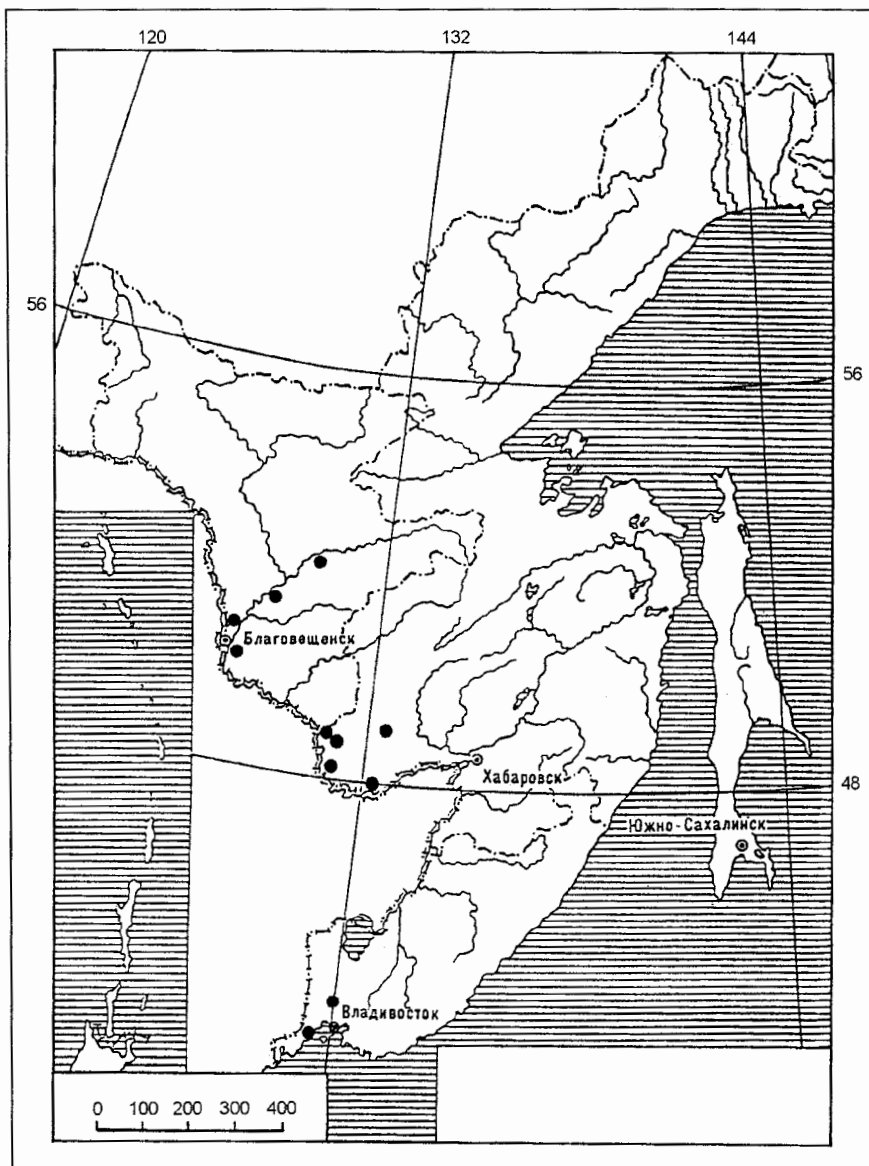 120 132 144
56
56
Благовещенск
Хабаровск
48
Южно-Сахалинск
Владивосток
0 100 200 300 400